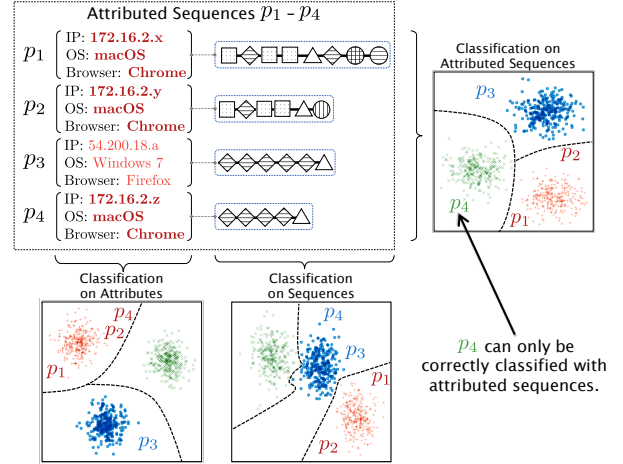 Attributed Sequences p1 - p4
p1
IP: 172.16.2.x
OS: macOS
Browser: Chrome
p2
IP: 172.16.2.y
OS: macOS
Browser: Chrome
p3
IP: 54.200.18.a
OS: Windows 7
Browser: Firefox
p4
IP: 172.16.2.z
OS: macOS
Browser: Chrome
Classification on
Attributed Sequences
p3
p2
p4
p1
Classification
on Attributes
p4
p2
p1
p3
Classification
on Sequences
p4
p3
p1
p2
p4 can only be
correctly classified with
attributed sequences.